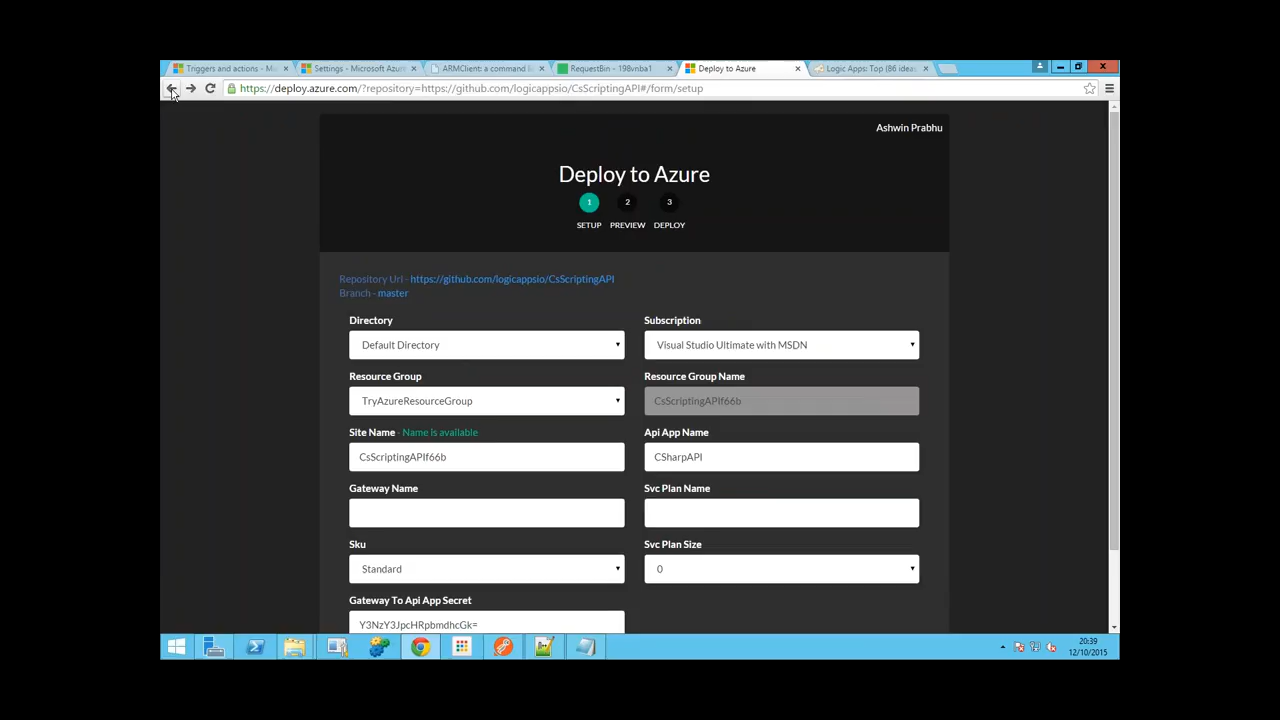 Triggers and actions - Mi
Settings - Microsoft Azur
ARMClient: a command l
RequestBin - 198vnba1
Deploy to Azure
Logic Apps: Top (86 idea
https://deploy.azure.com/?repository=https://github.com/logicappsio/CsScriptingAPI#/form/setup
Ashwin Prabhu
Deploy to Azure
1 2 3
SETUP PREVIEW DEPLOY
Repository Url - https://github.com/logicappsio/CsScriptingAPI
Branch - master
Directory Subscription
Default Directory Visual Studio Ultimate with MSDN
Resource Group Resource Group Name
TryAzureResourceGroup CsScriptingAPIf66b
Site Name - Name is available Api App Name
CsScriptingAPIf66b CSharpAPI
Gateway Name Svc Plan Name
Sku Svc Plan Size
Standard 0
Gateway To Api App Secret
Y3NzY3JpcHRpbmdhcGk=
20:39
12/10/2015